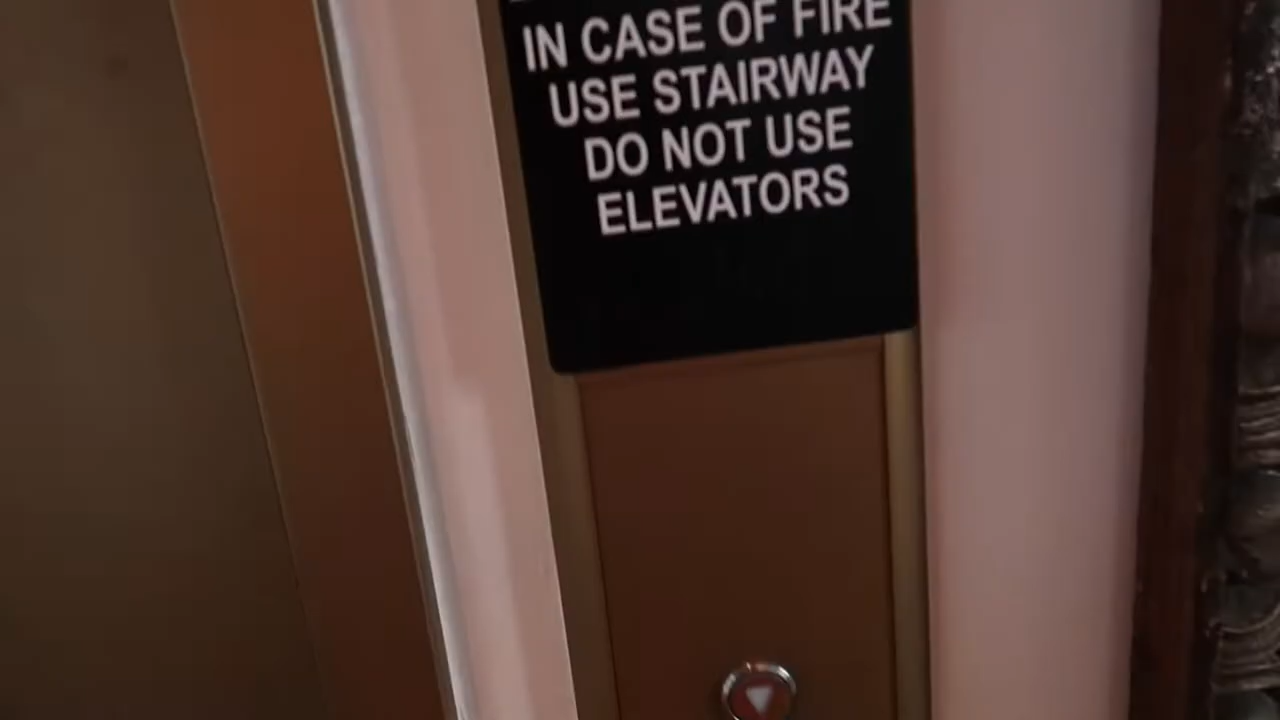 IN CASE OF FIRE
USE STAIRWAY
DO NOT USE
ELEVATORS